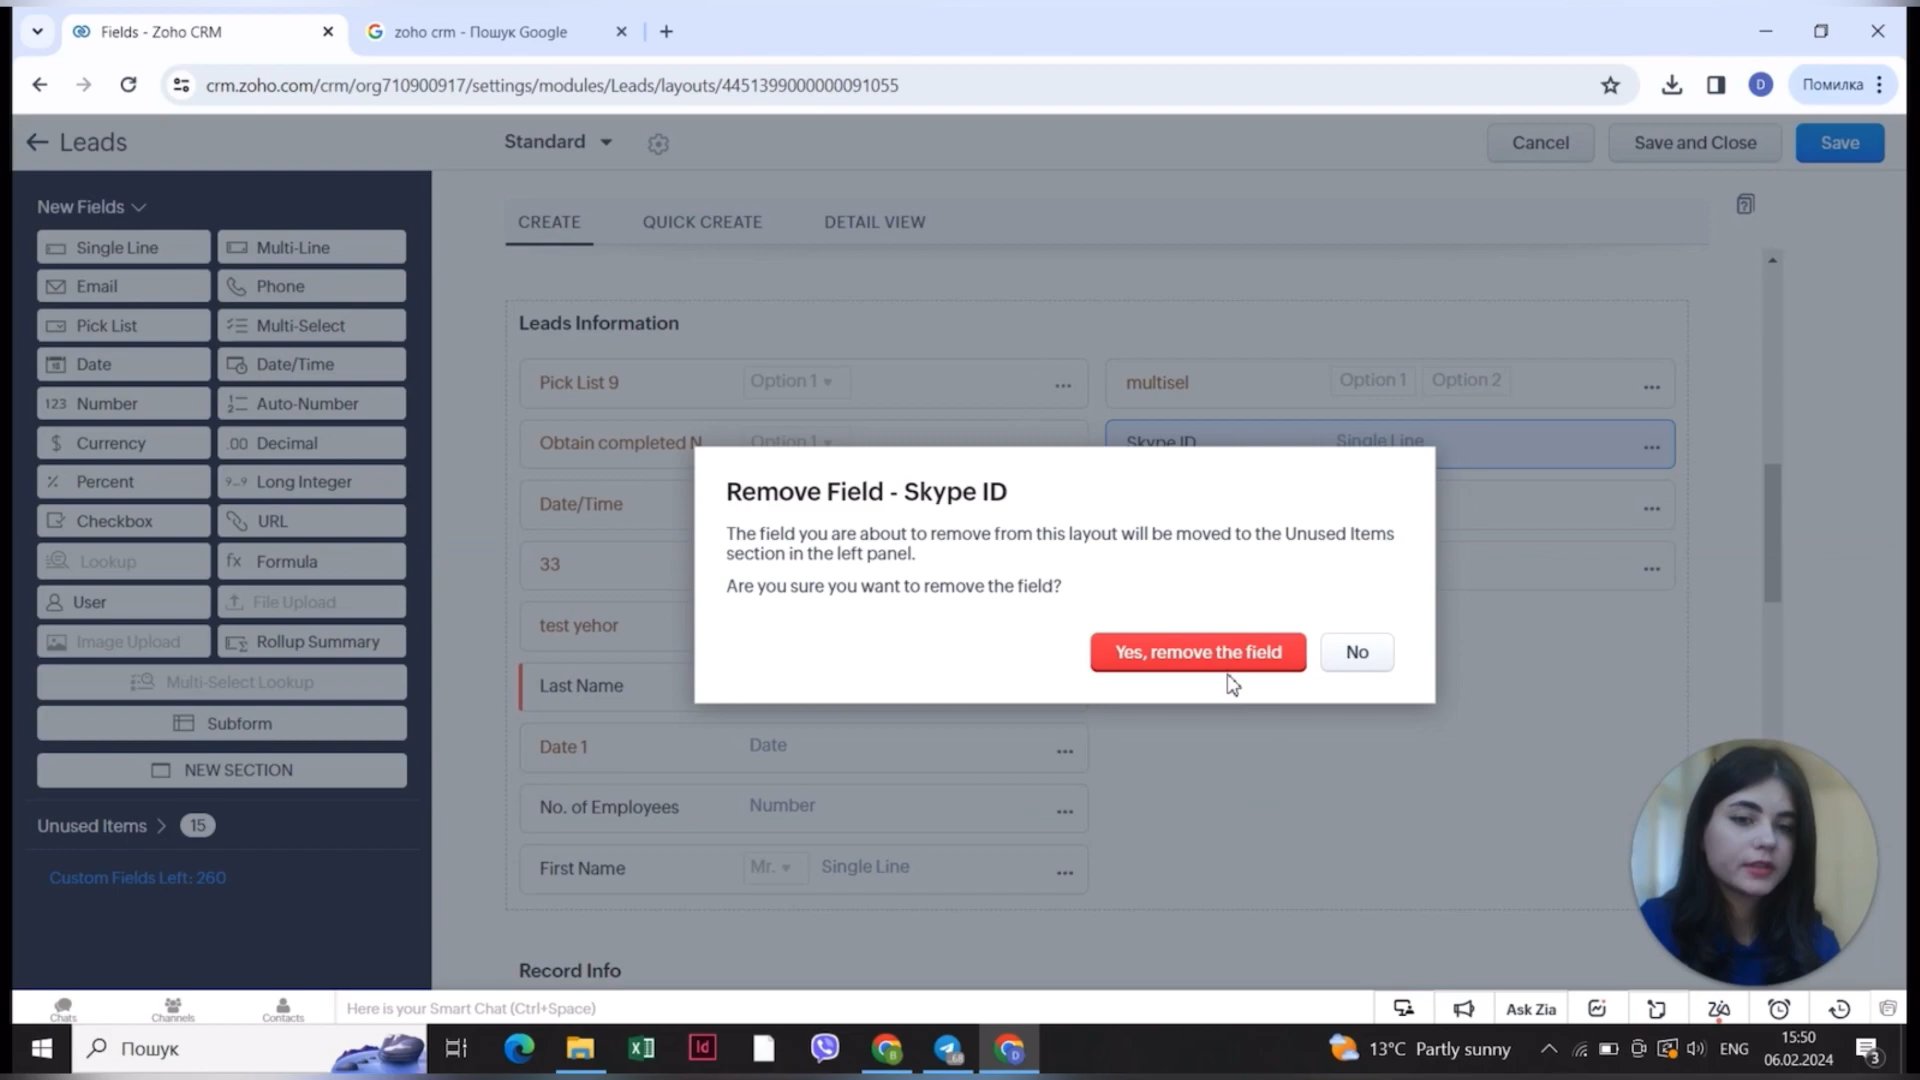 Fields - Zoho CRM
zoho crm - Пошук Google
crm.zoho.com/crm/org710900917/settings/modules/Leads/layouts/4451399000000091055
D
Помилка
Leads
Standard
Cancel
Save and Close
Save
New Fields
Single Line
Multi-Line
Email
Phone
Pick List
Multi-Select
Date
Date/Time
123 Number
Auto-Number
$ Currency
.00 Decimal
% Percent
9..9 Long Integer
Checkbox
URL
Lookup
fx Formula
User
File Upload
Image Upload
Rollup Summary
Multi-Select Lookup
Subform
NEW SECTION
Unused Items 15
Custom Fields Left: 260
CREATE
QUICK CREATE
DETAIL VIEW
Leads Information
Pick List 9
Option 1
multisel
Option 1
Option 2
Obtain completed N
Option 1
Skype ID
Single Line
Date/Time
33
test yehor
Last Name
Date 1
Date
No. of Employees
Number
First Name
Mr.
Single Line
Record Info
Remove Field - Skype ID
The field you are about to remove from this layout will be moved to the Unused Items
section in the left panel.
Are you sure you want to remove the field?
Yes, remove the field
No
Chats
Channels
Contacts
Here is your Smart Chat (Ctrl+Space)
Ask Zia
Пошук
13°C Partly sunny
ENG
15:50
06.02.2024
3